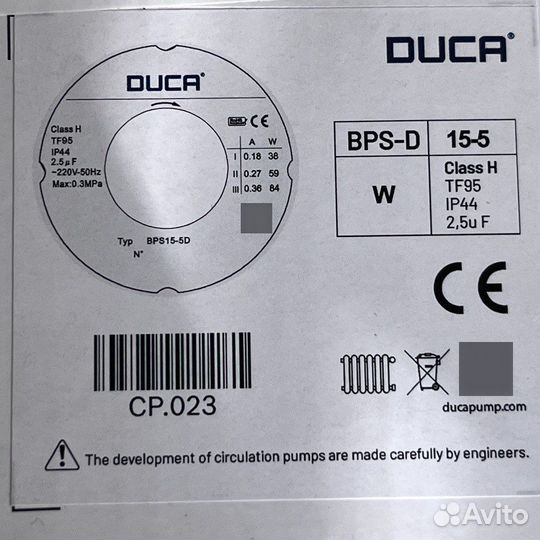 DUCA®
Class H
TF95
IP44
2.5µF
~220V-50Hz
Max:0.3MPa
CE
A W
I 0.18 38
II 0.27 59
III 0.36 84
Typ BPS15-5D
N°
DUCA®
BPS-D 15-5
W
Class H
TF95
IP44
2,5u F
CE
CP.023
ducapump.com
The development of circulation pumps are made carefully by engineers.
Avito